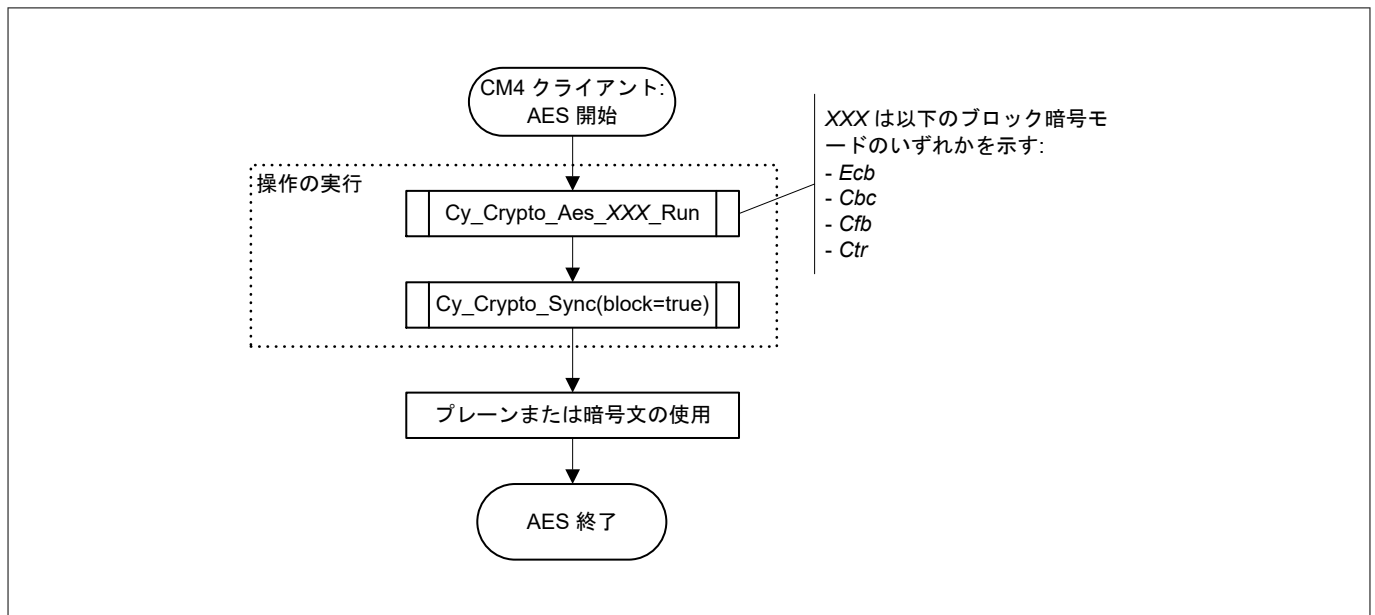 CM4 クライアント:
AES 開始
XXX は以下のブロック暗号モ
ードのいずれかを示す:
- Ecb
- Cbc
- Cfb
- Ctr
操作の実行
Cy_Crypto_Aes_XXX_Run
Cy_Crypto_Sync(block=true)
プレーンまたは暗号文の使用
AES 終了